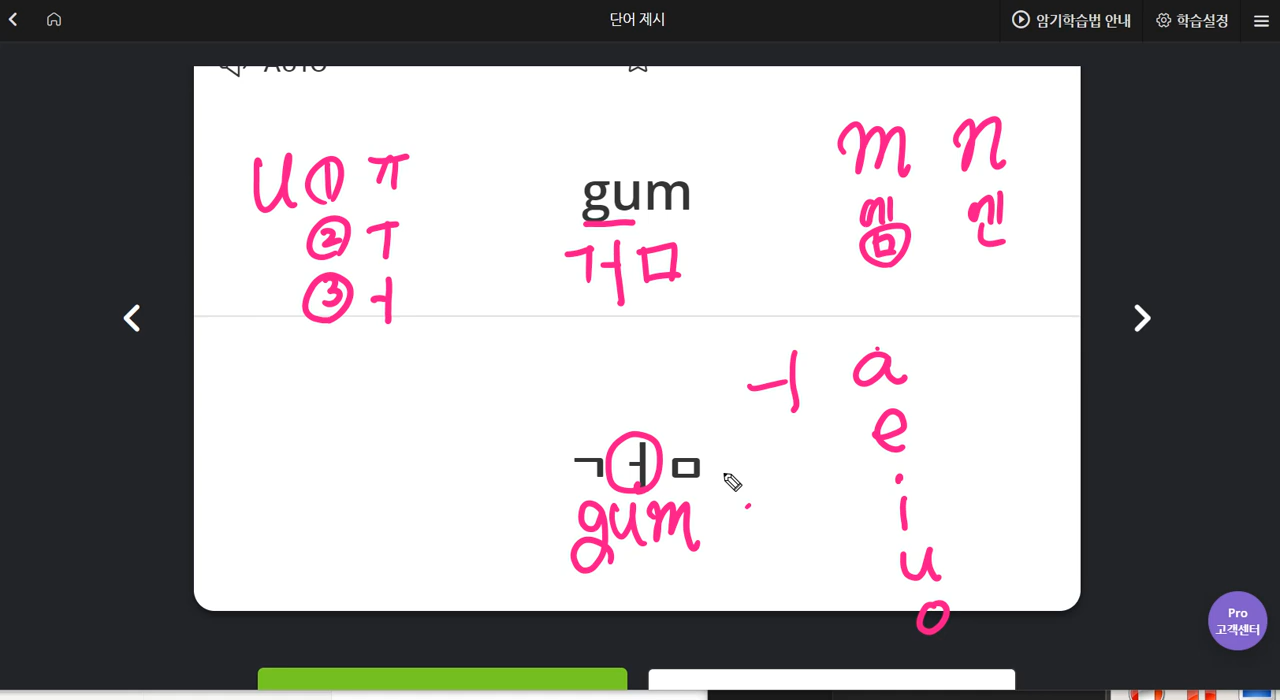 단어 제시
암기학습법 안내
학습설정
AUTO
u ① ㅠ
② ㅜ
③ ㅓ
gum
ㄱㅓㅁ
m n
엠 엔
ㅓ
a
e
i
u
o
ㄱㅓㅁ
gum
Pro
고객센터